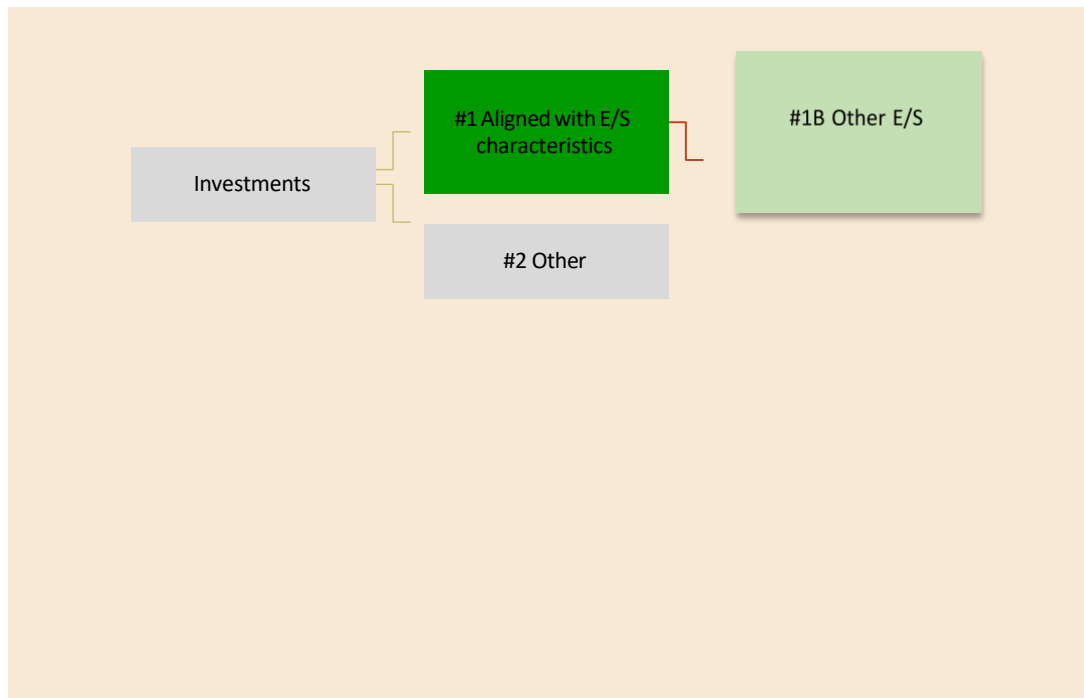 Investments
#1 Aligned with E/S
characteristics
#1B Other E/S
#2 Other